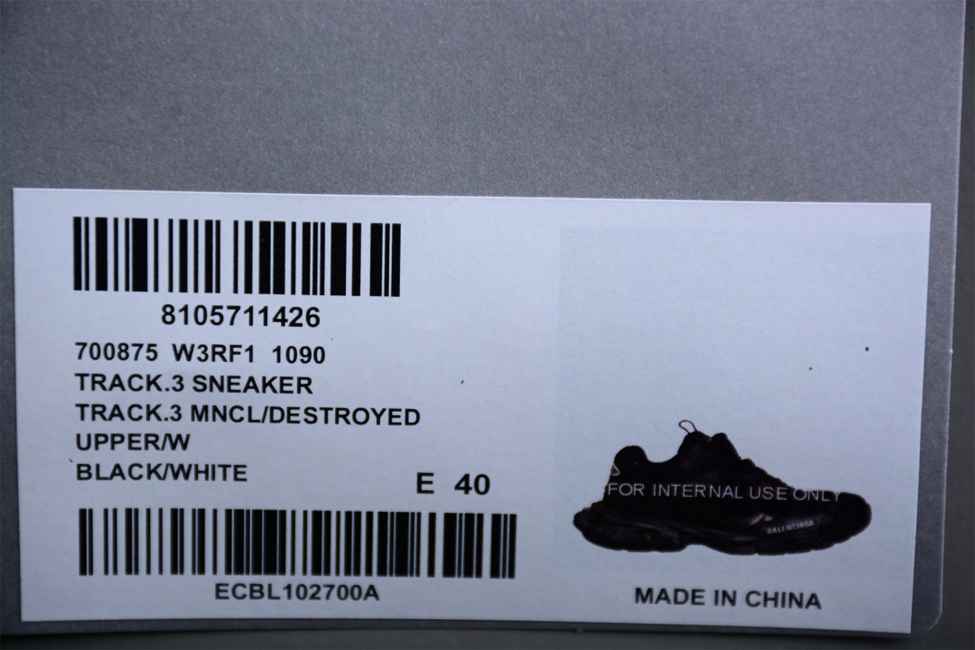 8105711426
700875 W3RF1 1090
TRACK.3 SNEAKER
TRACK.3 MNCL/DESTROYED
UPPER/W
BLACK/WHITE
E 40
ECBL102700A
FOR INTERNAL USE ONLY
BALENCIAGA
MADE IN CHINA